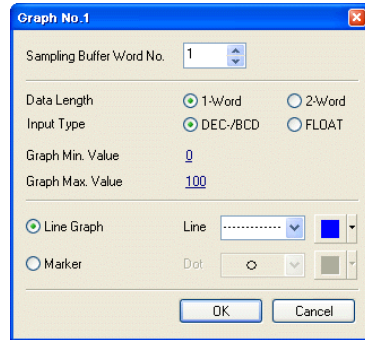 Graph No.1
Sampling Buffer Word No. 1
Data Length 1-Word 2-Word
Input Type DEC-/BCD FLOAT
Graph Min. Value 0
Graph Max. Value 100
Line Graph Line
Marker Dot
OK Cancel